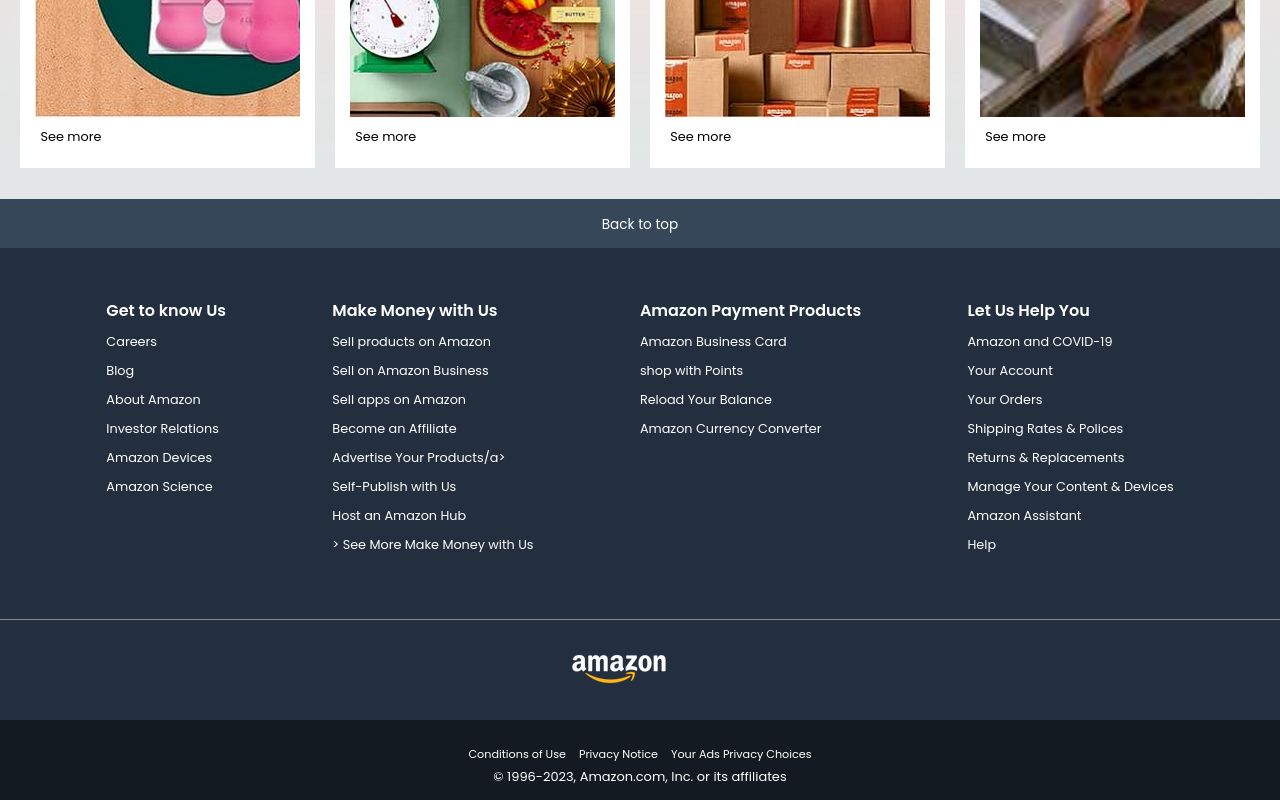 BUTTER
amazon
amazon
amazon
amazon
amazon
See more
See more
See more
See more
Back to top
Get to know Us
Careers
Blog
About Amazon
Investor Relations
Amazon Devices
Amazon Science
Make Money with Us
Sell products on Amazon
Sell on Amazon Business
Sell apps on Amazon
Become an Affiliate
Advertise Your Products/a>
Self-Publish with Us
Host an Amazon Hub
> See More Make Money with Us
Amazon Payment Products
Amazon Business Card
shop with Points
Reload Your Balance
Amazon Currency Converter
Let Us Help You
Amazon and COVID-19
Your Account
Your Orders
Shipping Rates & Polices
Returns & Replacements
Manage Your Content & Devices
Amazon Assistant
Help
amazon
Conditions of Use Privacy Notice Your Ads Privacy Choices
© 1996-2023, Amazon.com, Inc. or its affiliates